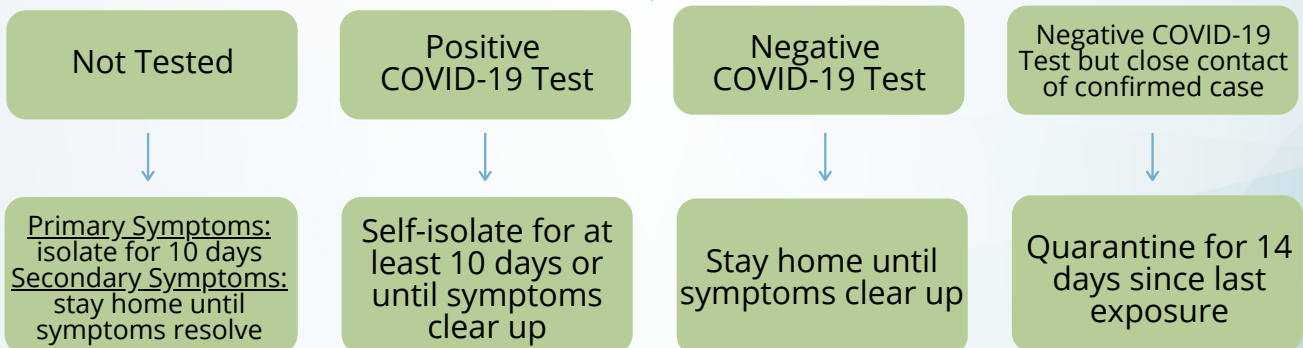 Not Tested
Positive
COVID-19 Test
Negative
COVID-19 Test
Negative COVID-19
Test but close contact
of confirmed case
Primary Symptoms:
isolate for 10 days
Secondary Symptoms:
stay home until
symptoms resolve
Self-isolate for at
least 10 days or
until symptoms
clear up
Stay home until
symptoms clear up
Quarantine for 14
days since last
exposure